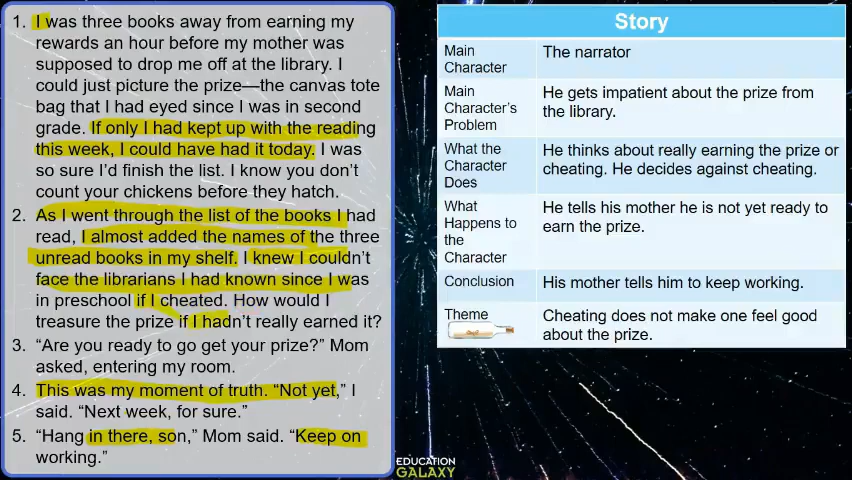 1. I was three books away from earning my
rewards an hour before my mother was
supposed to drop me off at the library. I
could just picture the prize—the canvas tote
bag that I had eyed since I was in second
grade. If only I had kept up with the reading
this week, I could have had it today. I was
so sure I’d finish the list. I know you don’t
count your chickens before they hatch.
2. As I went through the list of the books I had
read, I almost added the names of the three
unread books in my shelf. I knew I couldn’t
face the librarians I had known since I was
in preschool if I cheated. How would I
treasure the prize if I hadn’t really earned it?
3. “Are you ready to go get your prize?” Mom
asked, entering my room.
4. This was my moment of truth. “Not yet,” I
said. “Next week, for sure.”
5. “Hang in there, son,” Mom said. “Keep on
working.”
Story
Main
Character
The narrator
Main
Character’s
Problem
He gets impatient about the prize from
the library.
What the
Character
Does
He thinks about really earning the prize or
cheating. He decides against cheating.
What
Happens to
the
Character
He tells his mother he is not yet ready to
earn the prize.
Conclusion
His mother tells him to keep working.
Theme
Cheating does not make one feel good
about the prize.
EDUCATION
GALAXY